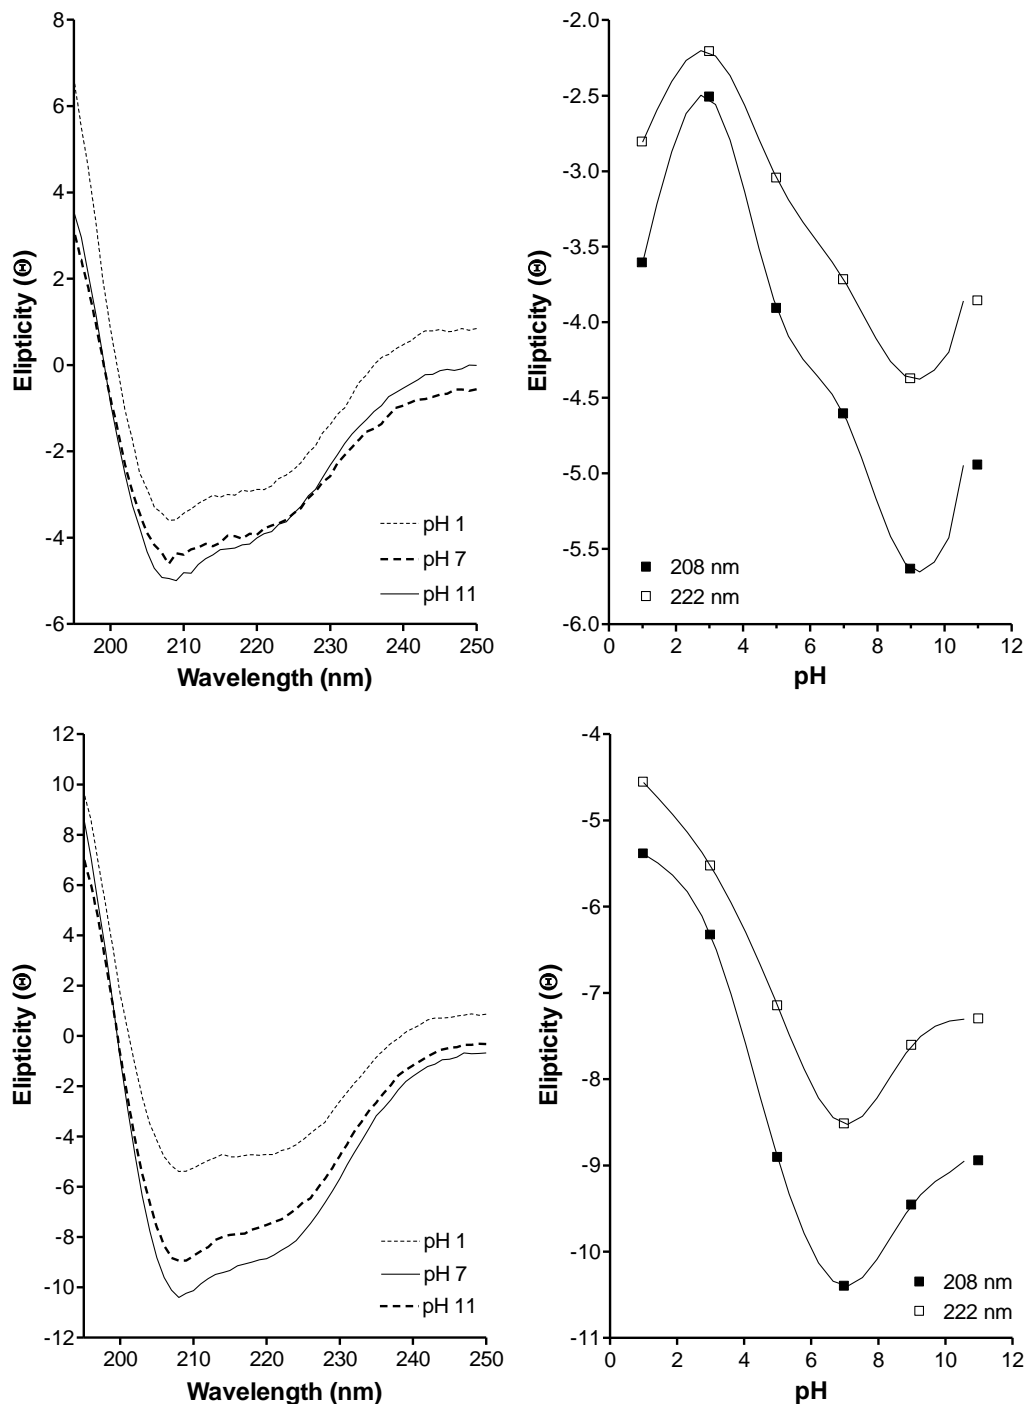 8
6
4
2
0
-2
-4
-6
Elipticity (Θ)
200 210 220 230 240 250
Wavelength (nm)
pH 1
pH 7
pH 11
-2.0
-2.5
-3.0
-3.5
-4.0
-4.5
-5.0
-5.5
-6.0
Elipticity (Θ)
0 2 4 6 8 10 12
pH
208 nm
222 nm
12
10
8
6
4
2
0
-2
-4
-6
-8
-10
-12
Elipticity (Θ)
200 210 220 230 240 250
Wavelength (nm)
pH 1
pH 7
pH 11
-4
-5
-6
-7
-8
-9
-10
-11
Elipticity (Θ)
0 2 4 6 8 10 12
pH
208 nm
222 nm